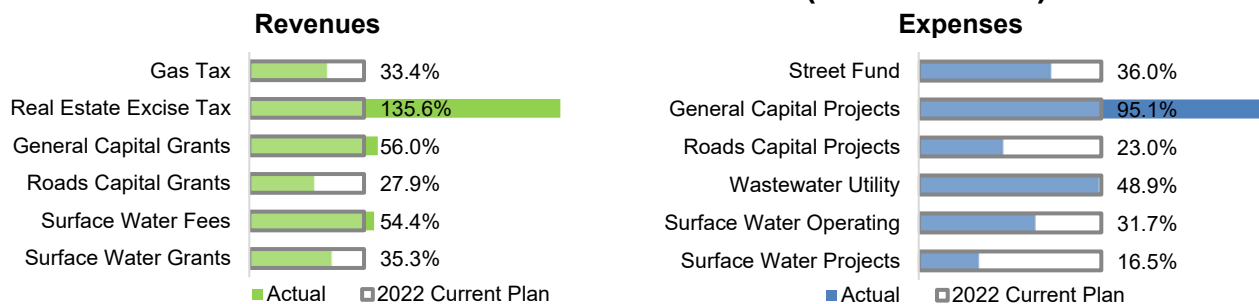 Revenues
Gas Tax 33.4%
Real Estate Excise Tax 135.6%
General Capital Grants 56.0%
Roads Capital Grants 27.9%
Surface Water Fees 54.4%
Surface Water Grants 35.3%
Actual 2022 Current Plan
Expenses
Street Fund 36.0%
General Capital Projects 95.1%
Roads Capital Projects 23.0%
Wastewater Utility 48.9%
Surface Water Operating 31.7%
Surface Water Projects 16.5%
Actual 2022 Current Plan